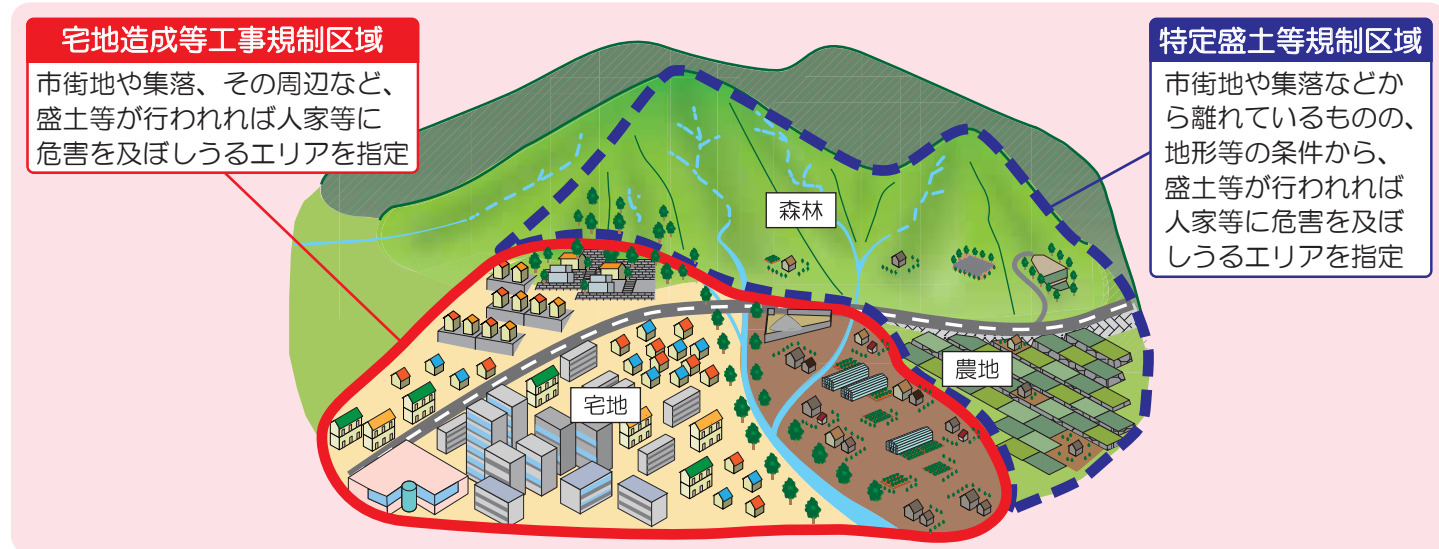 宅地造成等工事規制区域
市街地や集落、その周辺など、
盛土等が行われれば人家等に
危害を及ぼしうるエリアを指定
特定盛土等規制区域
市街地や集落などか
ら離れているものの、
地形等の条件から、
盛土等が行われれば
人家等に危害を及ぼ
しうるエリアを指定
森林
農地
宅地